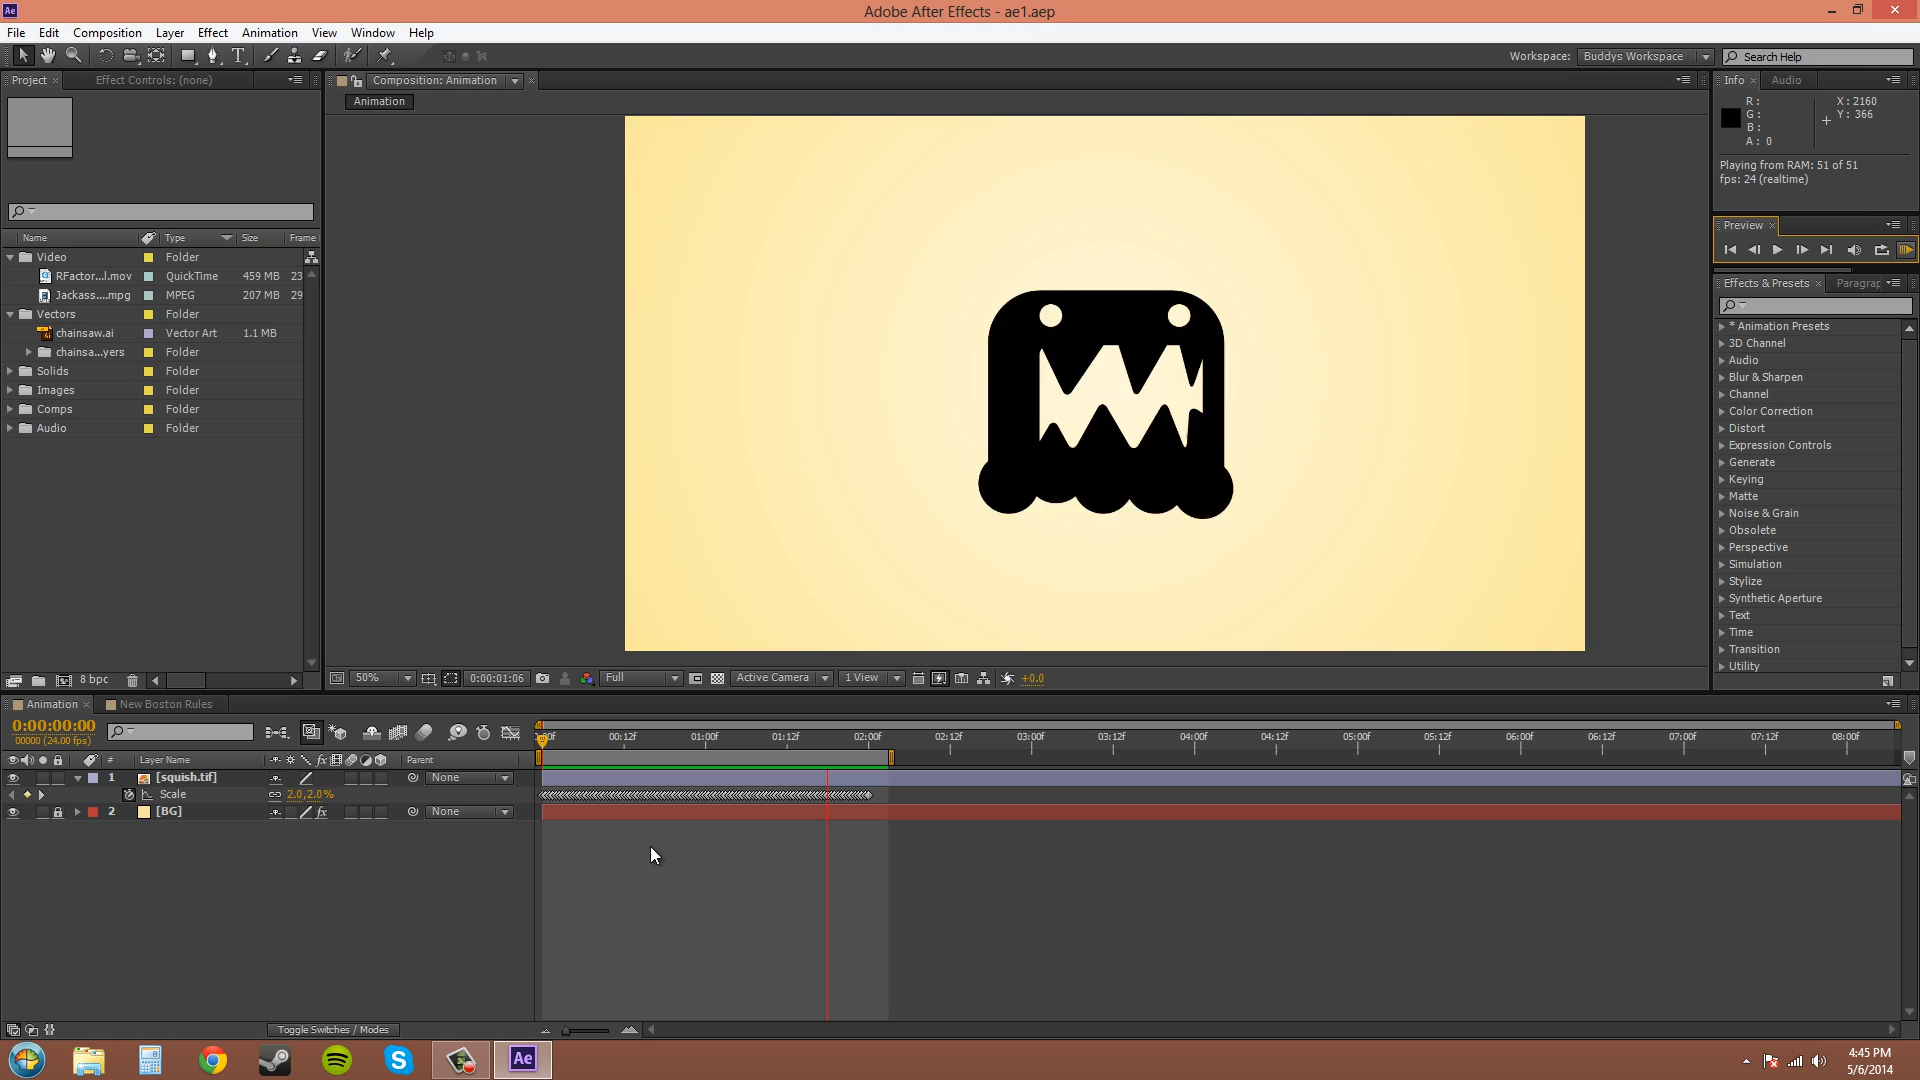 Ae
Adobe After Effects - ae1.aep
File Edit Composition Layer Effect Animation View Window Help
Workspace: Buddys Workspace Search Help
Project Effect Controls: (none)
Composition: Animation
Animation
Info Audio
R: X: 2160
G: Y: 366
B:
A: 0
Playing from RAM: 51 of 51
fps: 24 (realtime)
Preview
Effects & Presets Paragrap
* Animation Presets
3D Channel
Audio
Blur & Sharpen
Channel
Color Correction
Distort
Expression Controls
Generate
Keying
Matte
Noise & Grain
Obsolete
Perspective
Simulation
Stylize
Synthetic Aperture
Text
Time
Transition
Utility
Name Type Size Frame
Video Folder
RFactor...l.mov QuickTime 459 MB 23
Jackass....mpg MPEG 207 MB 29
Vectors Folder
chainsaw.ai Vector Art 1.1 MB
chainsa...yers Folder
Solids Folder
Images Folder
Comps Folder
Audio Folder
8 bpc
50% 0:00:01:06 Full Active Camera 1 View +0.0
Animation New Boston Rules
0:00:00:00
00000 (24.00 fps)
00f 00:12f 01:00f 01:12f 02:00f 02:12f 03:00f 03:12f 04:00f 04:12f 05:00f 05:12f 06:00f 06:12f 07:00f 07:12f 08:00f
# Layer Name fx Parent
1 [squish.tif] None
Scale 2.0,2.0%
2 [BG] fx None
Toggle Switches / Modes
Ae
4:45 PM
5/6/2014